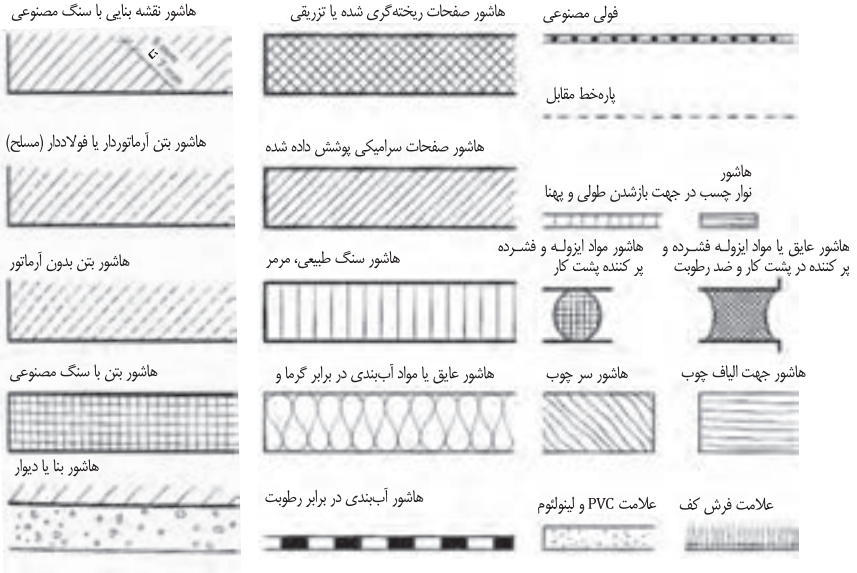 هاشور نقشه بنایی با سنگ مصنوعی
هاشور صفحات ریخته‌گری شده یا تزریقی
فولی مصنوعی
پاره‌خط مقابل
هاشور بتن آرماتوردار یا فولاددار (مسلح)
هاشور صفحات سرامیکی پوشش داده شده
هاشور
نوار چسب در جهت بازشدن طولی و پهنا
هاشور بتن بدون آرماتور
هاشور سنگ طبیعی، مرمر
هاشور مواد ایزولـه و فشـرده
پر کننده پشت کار
هاشور عایق یا مواد ایزولـه فشـرده و
پر کننده در پشت کار و ضد رطوبت
هاشور بتن با سنگ مصنوعی
هاشور عایق یا مواد آب‌بندی در برابر گرما و
هاشور سر چوب
هاشور جهت الیاف چوب
هاشور بنا یا دیوار
هاشور آب‌بندی در برابر رطوبت
علامت PVC و لینولئوم
علامت فرش کف